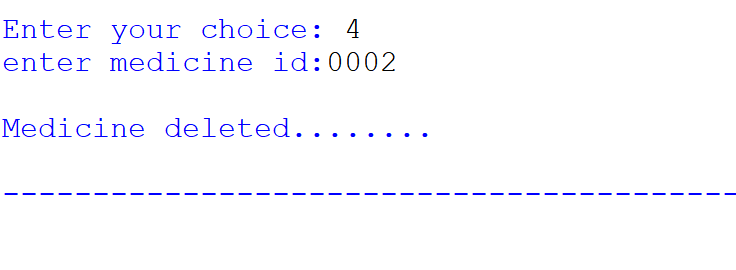 Enter your choice: 4
enter medicine id:0002
Medicine deleted........
-----------------------------------------